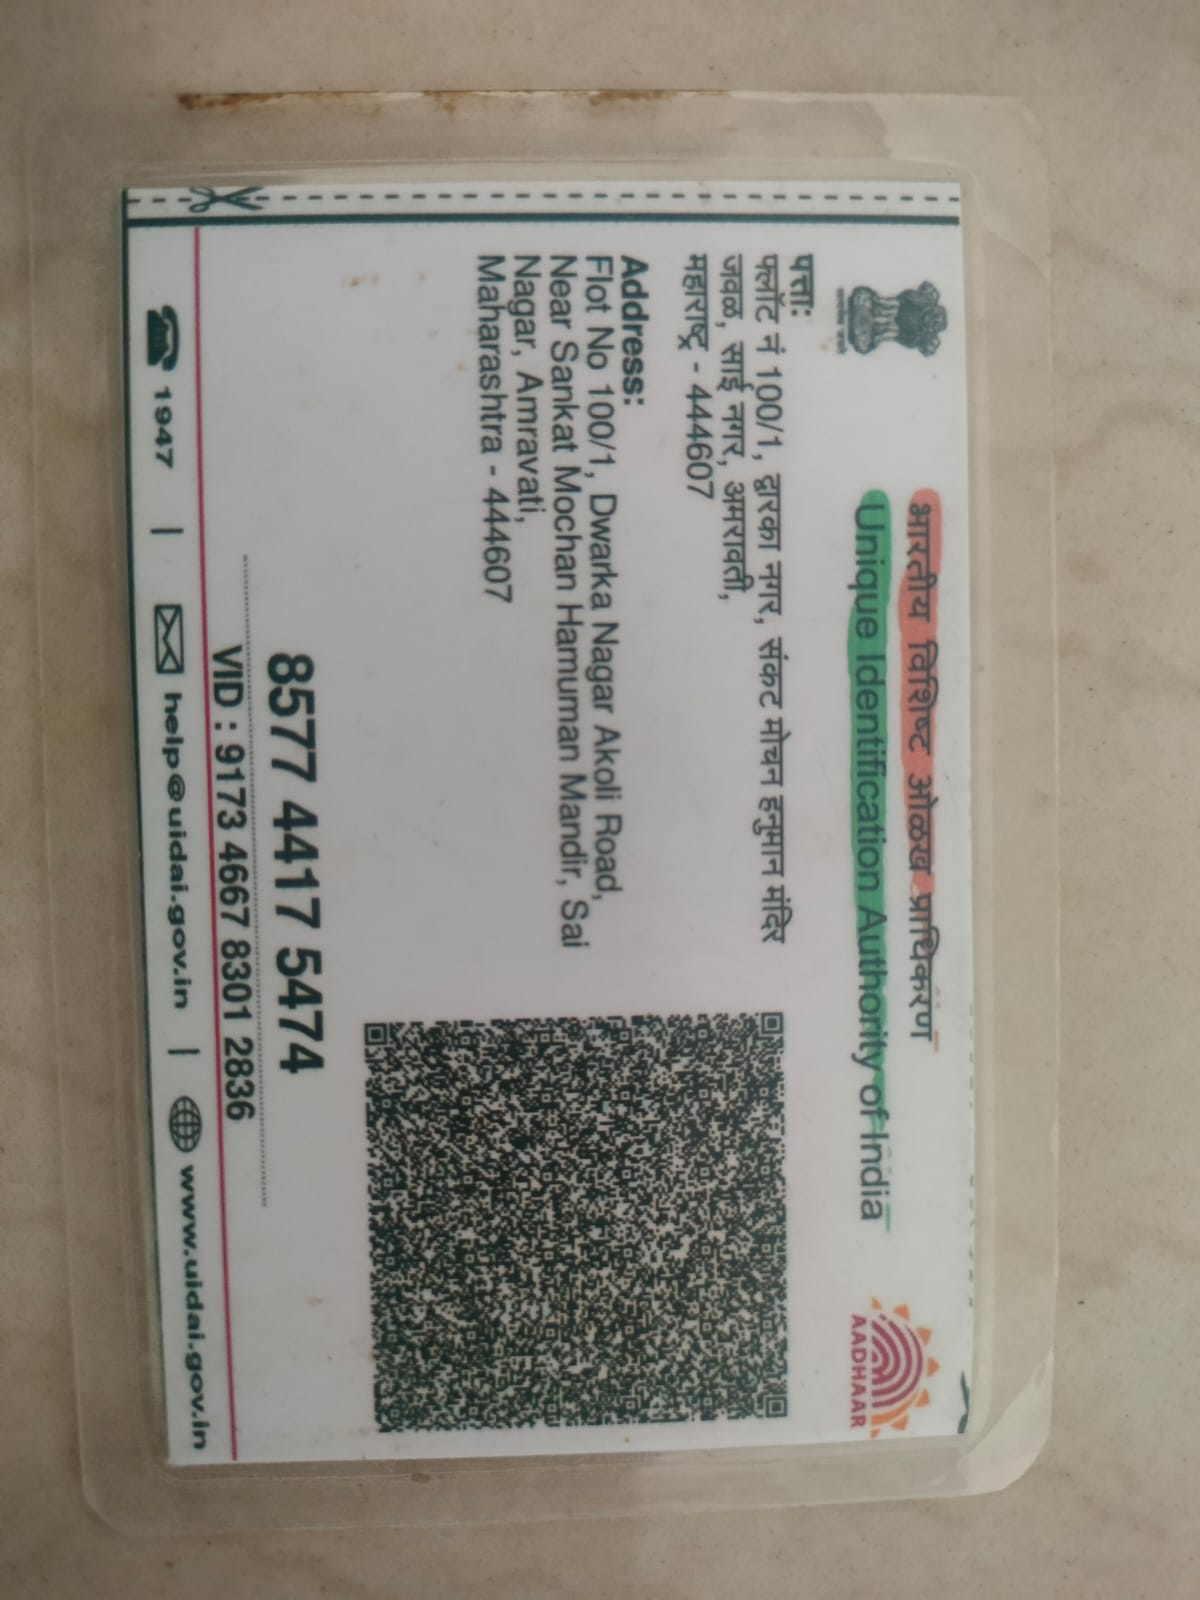 भारतीय विशिष्ट ओळख प्राधिकरण
Unique Identification Authority of India
AADHAAR
पत्ता:
फ्लॉट नं 100/1, द्वारका नगर, संकट मोचन हनुमान मंदिर
जवळ, साई नगर, अमरावती,
महाराष्ट्र - 444607
Address:
Flot No 100/1, Dwarka Nagar Akoli Road,
Near Sankat Mochan Hamuman Mandir, Sai
Nagar, Amravati,
Maharashtra - 444607
8577 4417 5474
VID : 9173 4667 8301 2836
1947 | help@uidai.gov.in | www.uidai.gov.in